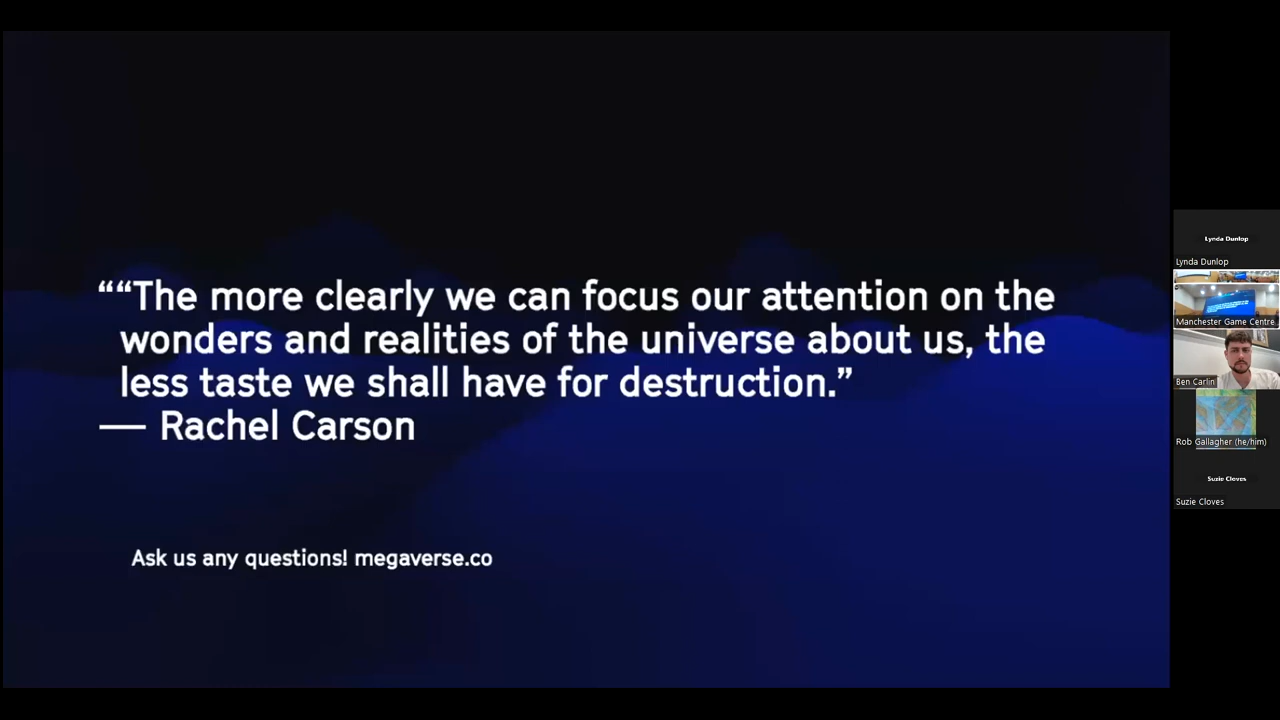 ““The more clearly we can focus our attention on the
wonders and realities of the universe about us, the
less taste we shall have for destruction.”
— Rachel Carson
Ask us any questions! megaverse.co
Lynda Dunlop
Lynda Dunlop
Manchester Game Centre
Ben Carlin
Rob Gallagher (he/him)
Suzie Cloves
Suzie Cloves